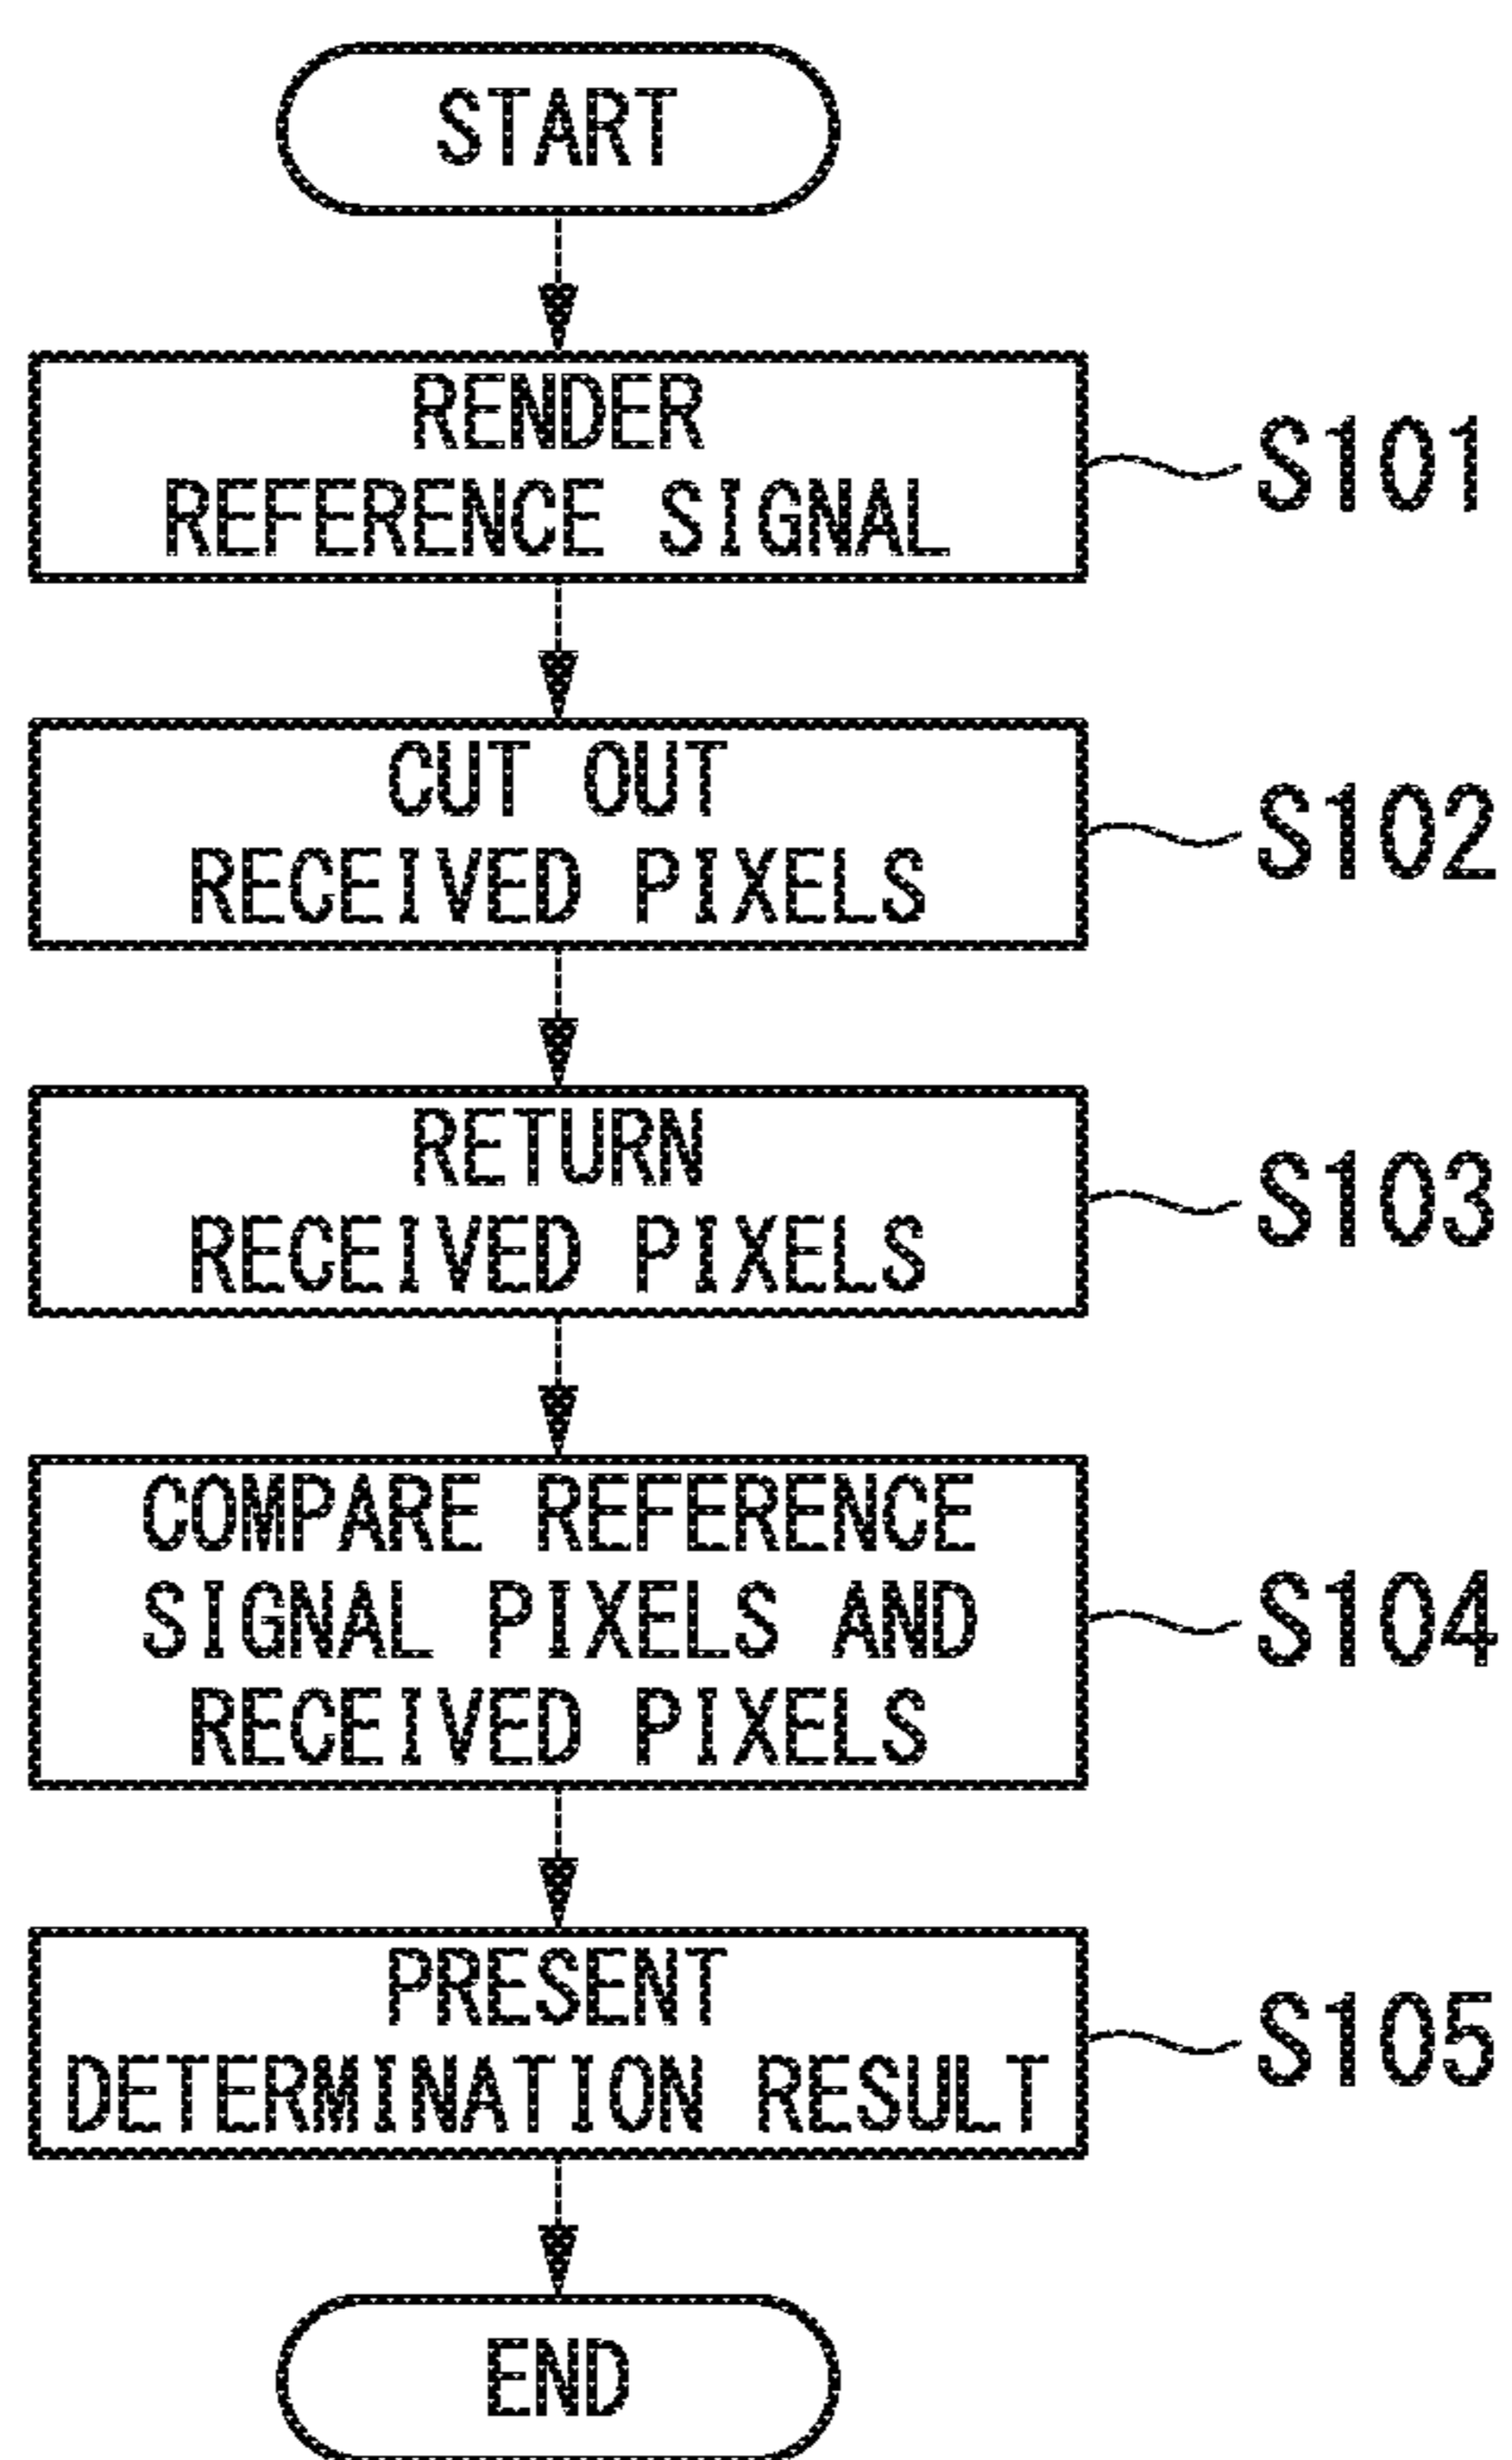 START
RENDER
REFERENCE SIGNAL
S101
CUT OUT
RECEIVED PIXELS
S102
RETURN
RECEIVED PIXELS
S103
COMPARE REFERENCE
SIGNAL PIXELS AND
RECEIVED PIXELS
S104
PRESENT
DETERMINATION RESULT
S105
END